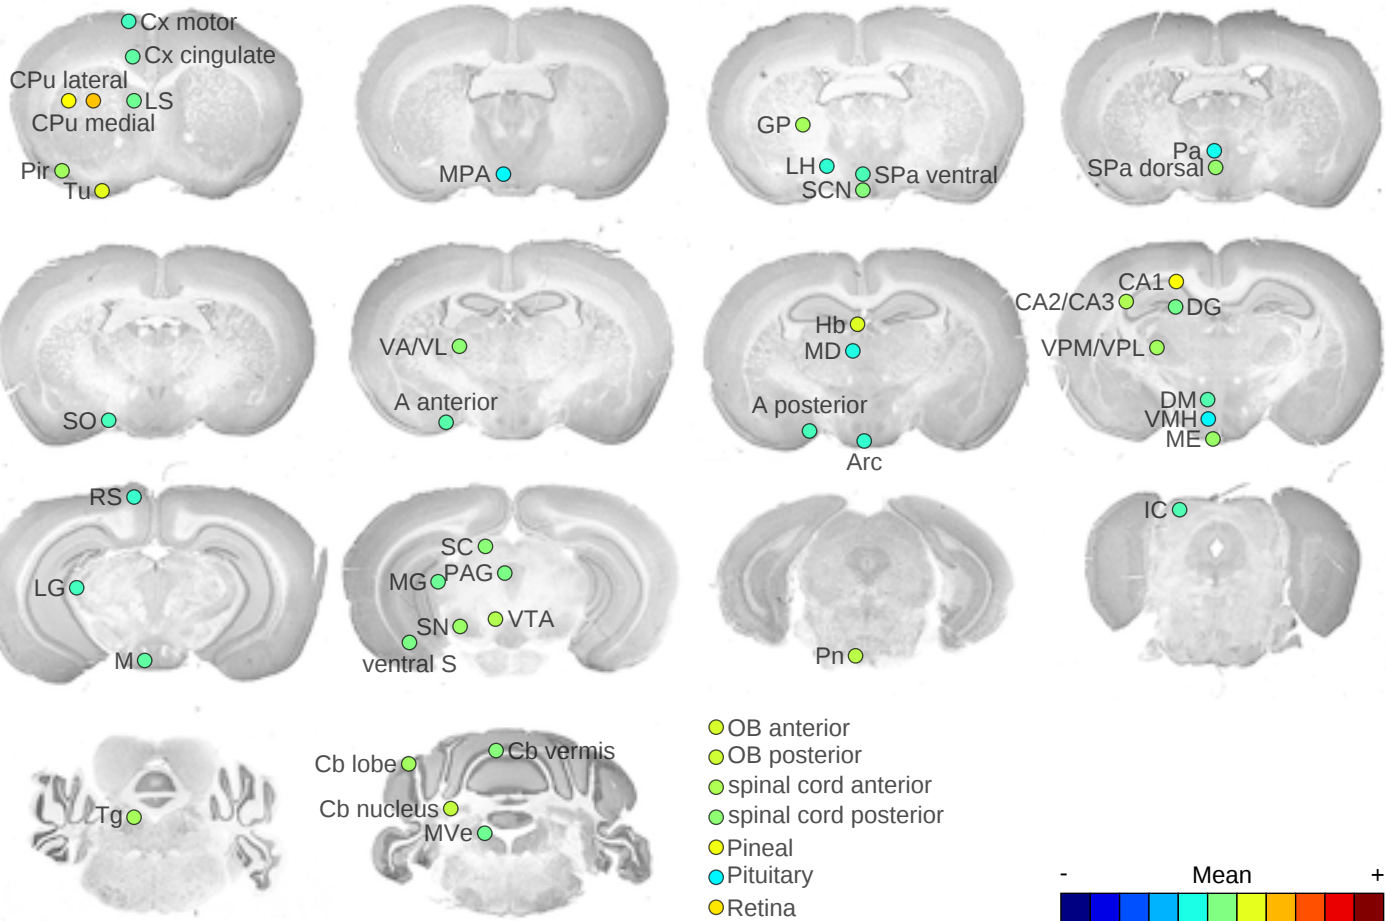 Cx motor
Cx cingulate
CPu lateral
LS
CPu medial
Pir
Tu
MPA
GP
LH
SPa ventral
SCN
Pa
SPa dorsal
SO
VA/VL
A anterior
Hb
MD
A posterior
Arc
CA1
CA2/CA3
DG
VPM/VPL
DM
VMH
ME
RS
LG
M
SC
MG
PAG
SN
VTA
ventral S
Pn
IC
Tg
Cb lobe
Cb vermis
Cb nucleus
MVe
OB anterior
OB posterior
spinal cord anterior
spinal cord posterior
Pineal
Pituitary
Retina
- Mean +